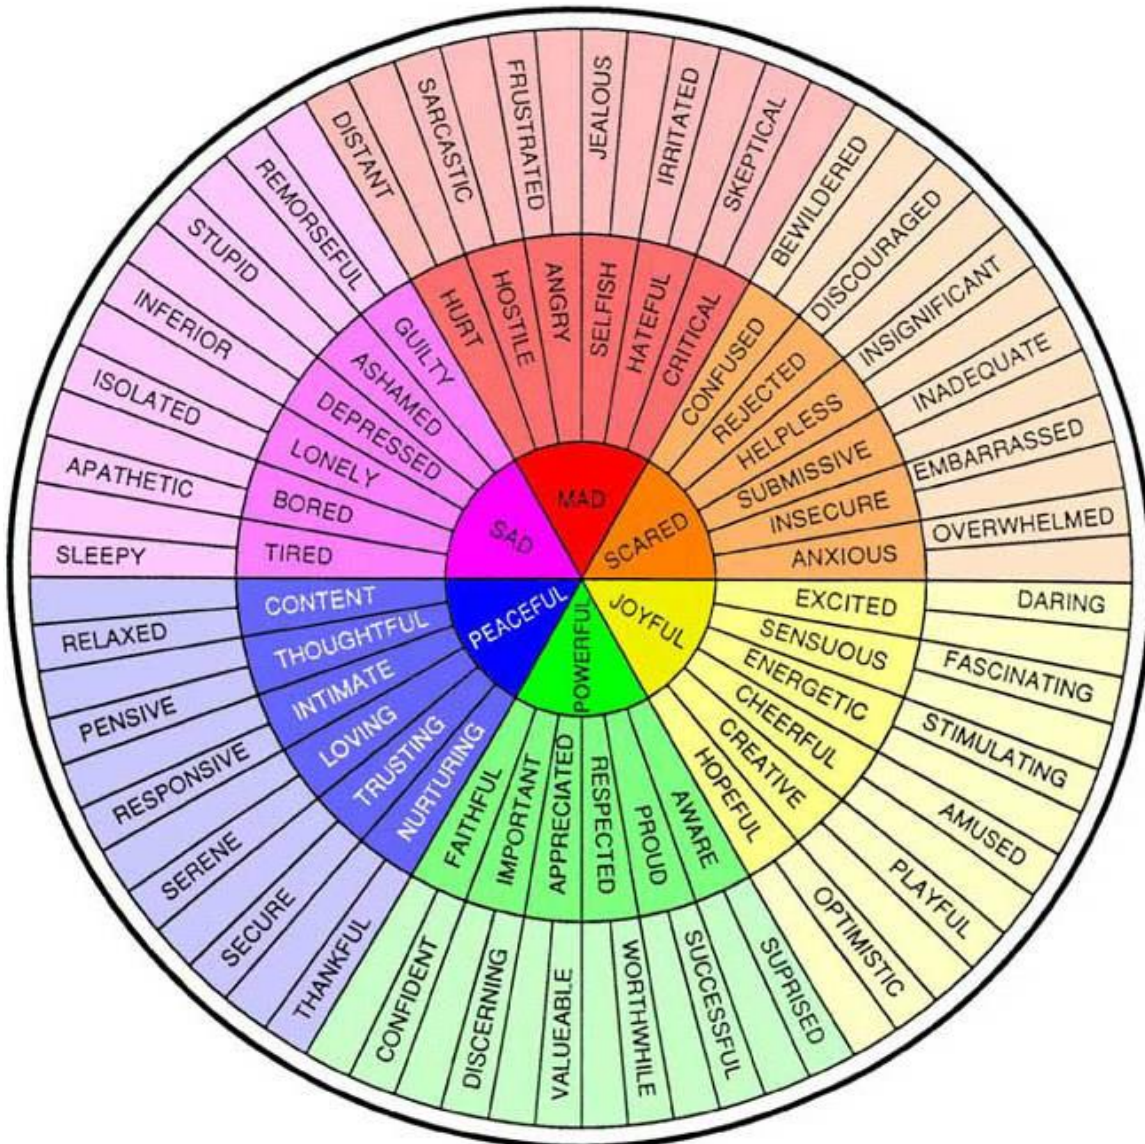 MAD
SCARED
JOYFUL
POWERFUL
PEACEFUL
SAD
HURT
HOSTILE
ANGRY
SELFISH
HATEFUL
CRITICAL
CONFUSED
REJECTED
HELPLESS
SUBMISSIVE
INSECURE
ANXIOUS
EXCITED
SENSUOUS
ENERGETIC
CHEERFUL
CREATIVE
HOPEFUL
AWARE
PROUD
RESPECTED
APPRECIATED
IMPORTANT
FAITHFUL
NURTURING
TRUSTING
LOVING
INTIMATE
THOUGHTFUL
CONTENT
TIRED
BORED
LONELY
DEPRESSED
ASHAMED
GUILTY
DISTANT
SARCASTIC
FRUSTRATED
JEALOUS
IRRITATED
SKEPTICAL
BEWILDERED
DISCOURAGED
INSIGNIFICANT
INADEQUATE
EMBARRASSED
OVERWHELMED
DARING
FASCINATING
STIMULATING
AMUSED
PLAYFUL
OPTIMISTIC
SUPRISED
SUCCESSFUL
WORTHWHILE
VALUEABLE
DISCERNING
CONFIDENT
THANKFUL
SECURE
SERENE
RESPONSIVE
PENSIVE
RELAXED
SLEEPY
APATHETIC
ISOLATED
INFERIOR
STUPID
REMORSEFUL